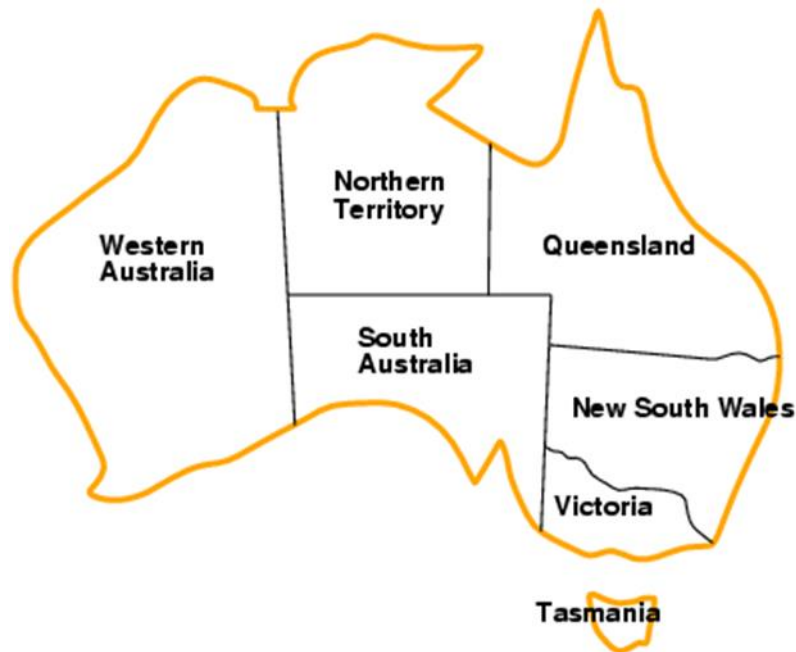 Northern
Territory
Western
Australia
Queensland
South
Australia
New South Wales
Victoria
Tasmania